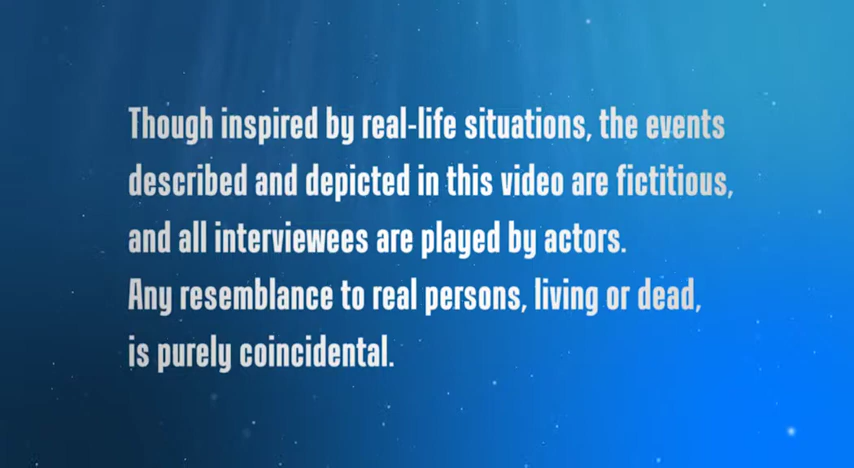 Though inspired by real-life situations, the events
described and depicted in this video are fictitious,
and all interviewees are played by actors.
Any resemblance to real persons, living or dead,
is purely coincidental.